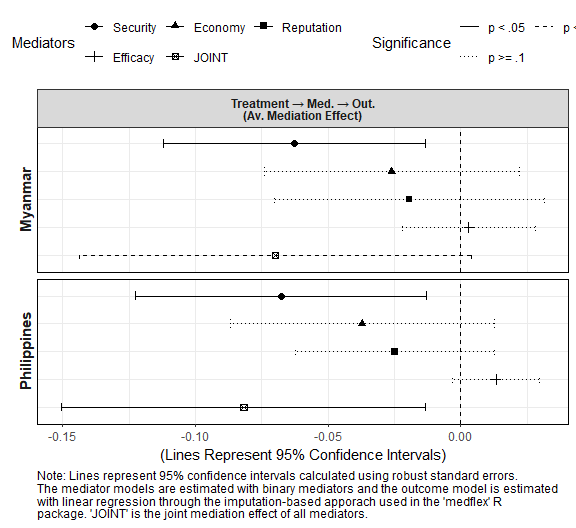 Mediators
Security Economy Reputation
Efficacy JOINT
Significance
p < .05 p <
p >= .1
Treatment → Med. → Out.
(Av. Mediation Effect)
Myanmar
Philippines
-0.15 -0.10 -0.05 0.00
(Lines Represent 95% Confidence Intervals)
Note: Lines represent 95% confidence intervals calculated using robust standard errors.
The mediator models are estimated with binary mediators and the outcome model is estimated
with linear regression through the imputation-based apporach used in the 'medflex' R
package. 'JOINT' is the joint mediation effect of all mediators.